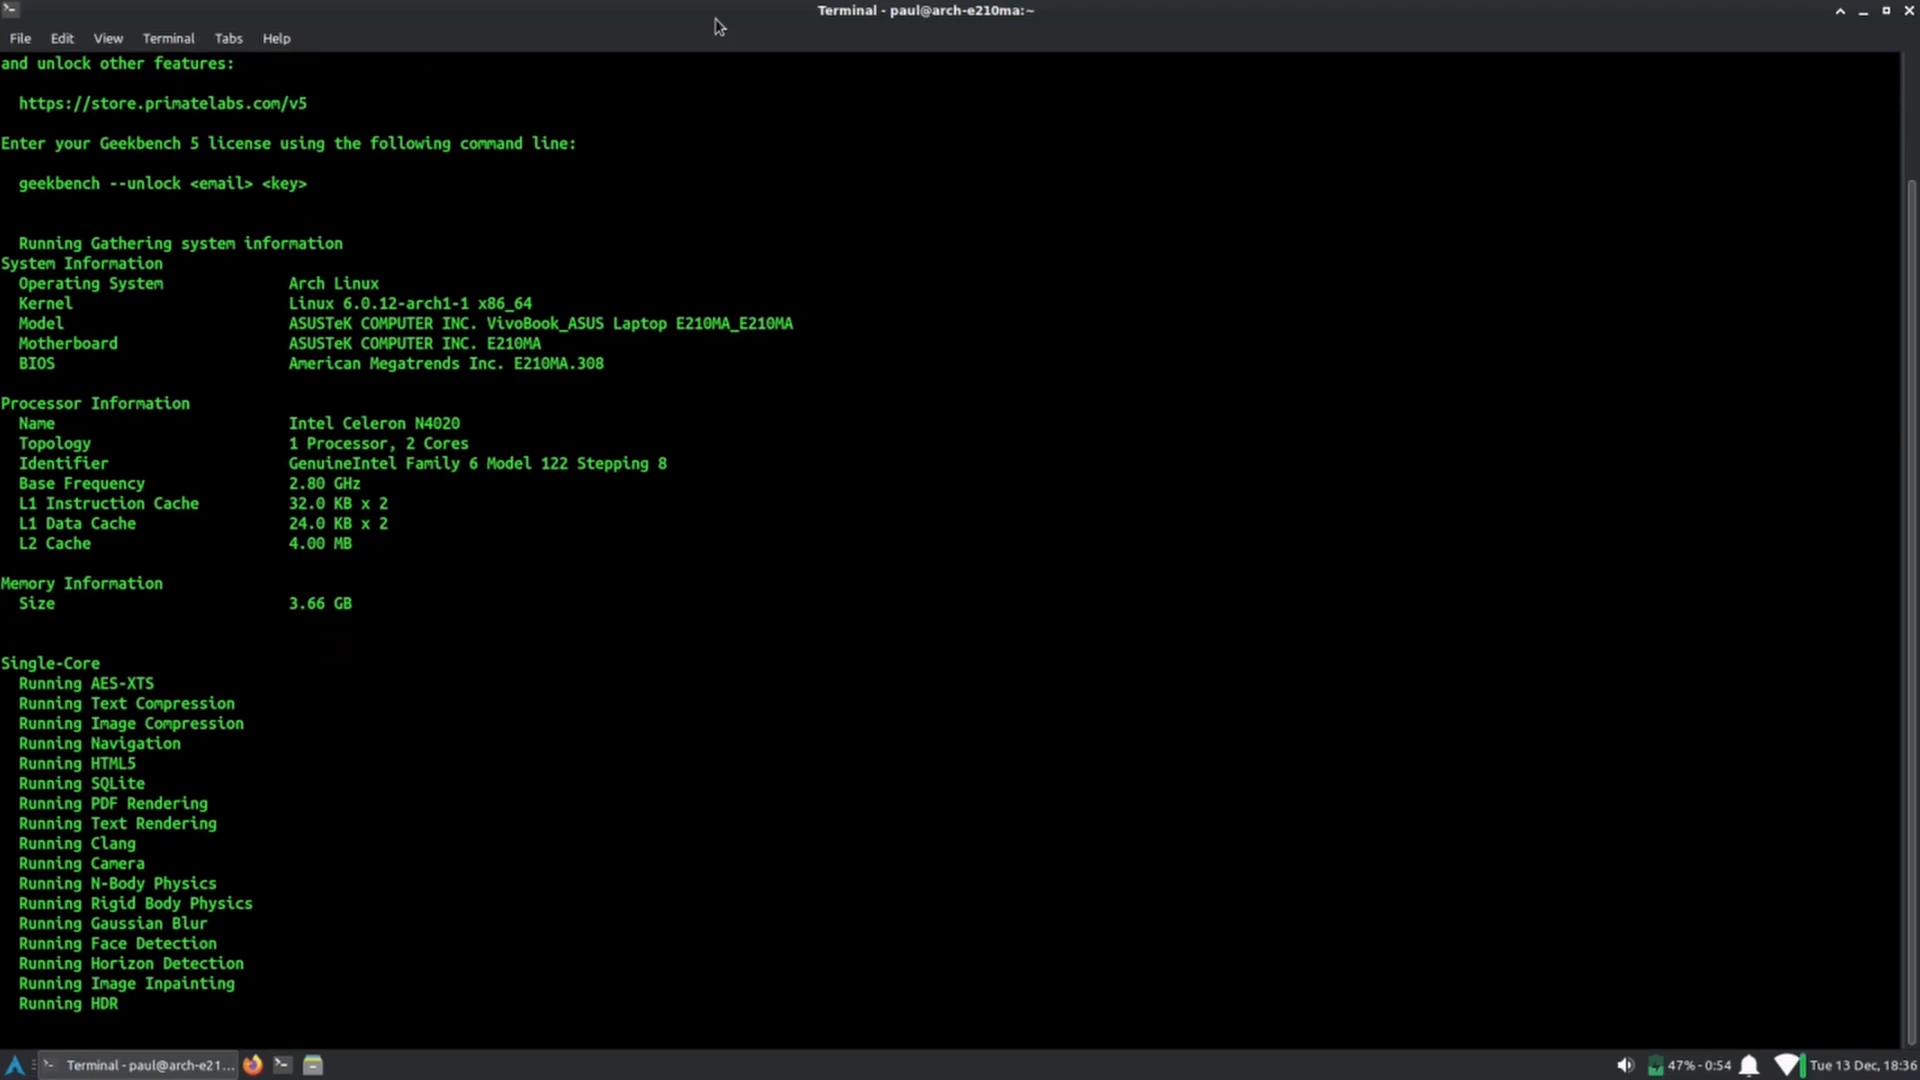 Terminal - paul@arch-e210ma:~
File Edit View Terminal Tabs Help
and unlock other features:
https://store.primatelabs.com/v5
Enter your Geekbench 5 license using the following command line:
geekbench --unlock <email> <key>
Running Gathering system information
System Information
Operating System Arch Linux
Kernel Linux 6.0.12-arch1-1 x86_64
Model ASUSTeK COMPUTER INC. VivoBook_ASUS Laptop E210MA_E210MA
Motherboard ASUSTeK COMPUTER INC. E210MA
BIOS American Megatrends Inc. E210MA.308
Processor Information
Name Intel Celeron N4020
Topology 1 Processor, 2 Cores
Identifier GenuineIntel Family 6 Model 122 Stepping 8
Base Frequency 2.80 GHz
L1 Instruction Cache 32.0 KB x 2
L1 Data Cache 24.0 KB x 2
L2 Cache 4.00 MB
Memory Information
Size 3.66 GB
Single-Core
Running AES-XTS
Running Text Compression
Running Image Compression
Running Navigation
Running HTML5
Running SQLite
Running PDF Rendering
Running Text Rendering
Running Clang
Running Camera
Running N-Body Physics
Running Rigid Body Physics
Running Gaussian Blur
Running Face Detection
Running Horizon Detection
Running Image Inpainting
Running HDR
Terminal - paul@arch-e21... 47% - 0:54 Tue 13 Dec, 18:36